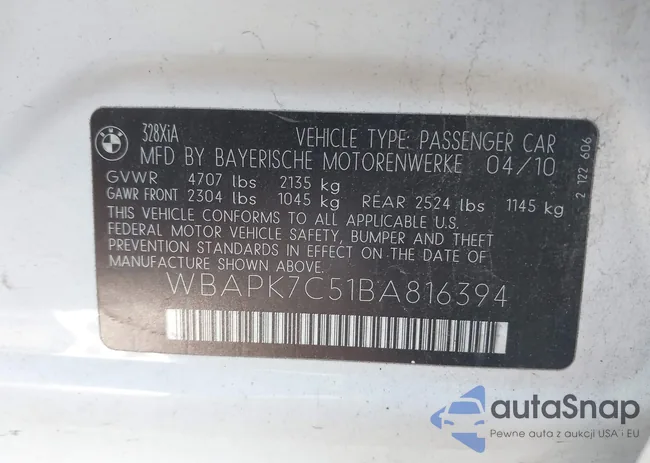 BMW
328XiA VEHICLE TYPE: PASSENGER CAR
MFD BY BAYERISCHE MOTORENWERKE 04/10
GVWR 4707 lbs 2135 kg
GAWR FRONT 2304 lbs 1045 kg REAR 2524 lbs 1145 kg
THIS VEHICLE CONFORMS TO ALL APPLICABLE U.S.
FEDERAL MOTOR VEHICLE SAFETY, BUMPER AND THEFT
PREVENTION STANDARDS IN EFFECT ON THE DATE OF
MANUFACTURE SHOWN ABOVE.
WBAPK7C51BA816394
2 122 606
autaSnap
Pewne auta z aukcji USA i EU